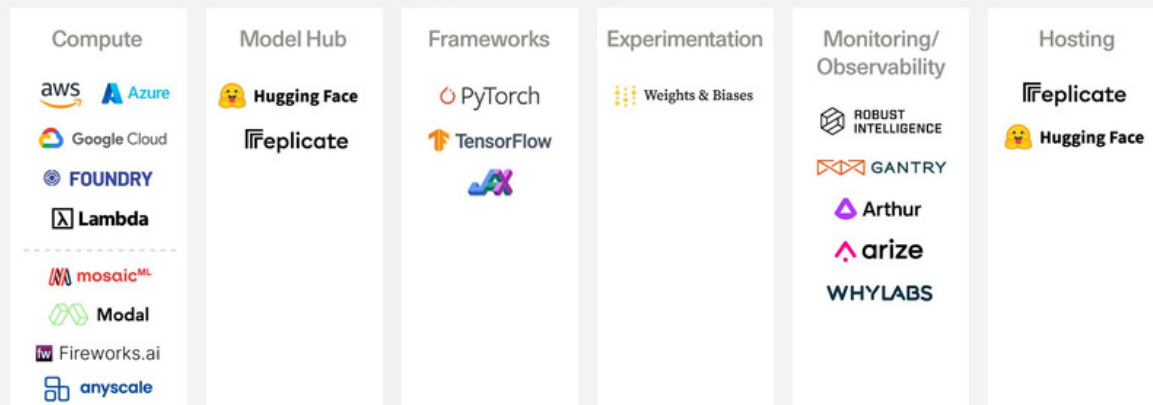 Compute
aws Azure
Google Cloud
FOUNDRY
Lambda
mosaicML
Modal
fw Fireworks.ai
anyscale
Model Hub
Hugging Face
Replicate
Frameworks
PyTorch
TensorFlow
JAX
Experimentation
Weights & Biases
Monitoring/
Observability
ROBUST
INTELLIGENCE
GANTRY
Arthur
arize
WHYLABS
Hosting
Replicate
Hugging Face